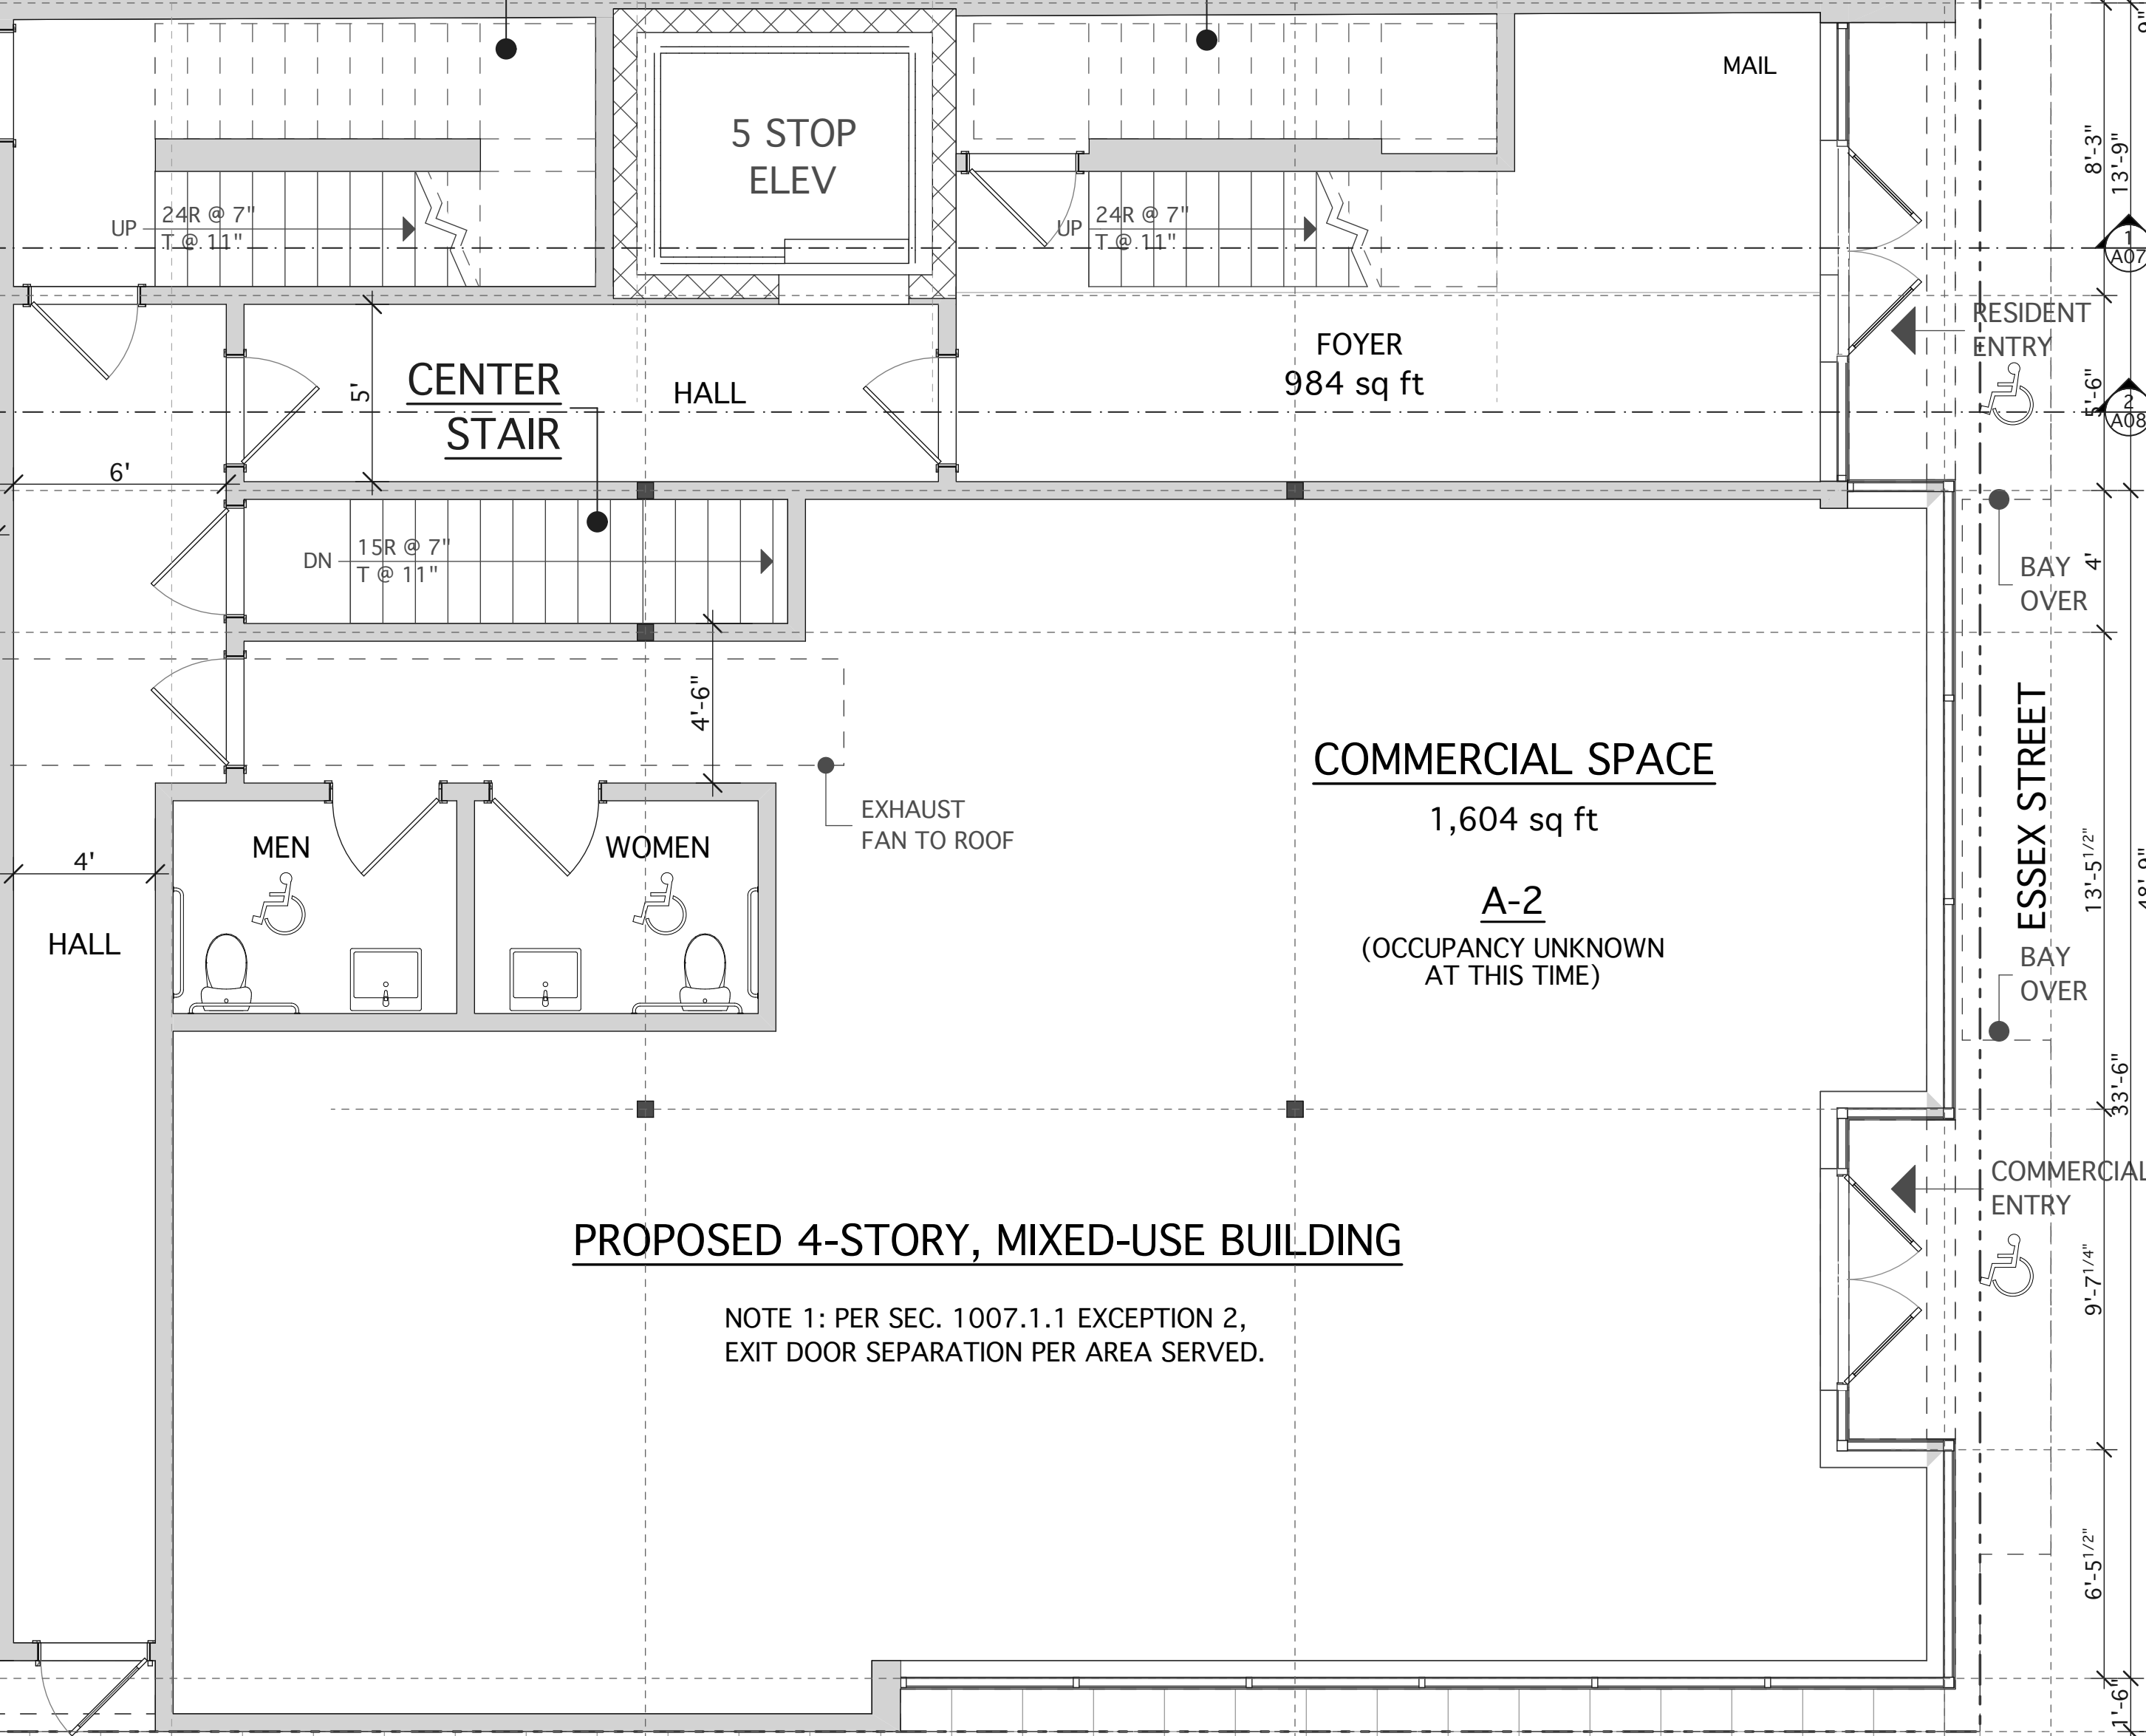 MAIL
5 STOP
ELEV
8'-3"
13'-9"
UP
24R @ 7"
T @ 11"
UP
24R @ 7"
T @ 11"
1
A07
RESIDENT
ENTRY
FOYER
984 sq ft
CENTER
STAIR
5'
HALL
5'-6"
2
A08
6'
DN
15R @ 7"
T @ 11"
BAY
OVER
4'
4'-6"
COMMERCIAL SPACE
1,604 sq ft
ESSEX STREET
EXHAUST
FAN TO ROOF
MEN
WOMEN
4'
HALL
13'-5 1/2"
48'-9"
A-2
(OCCUPANCY UNKNOWN
AT THIS TIME)
BAY
OVER
33'-6"
COMMERCIAL
ENTRY
PROPOSED 4-STORY, MIXED-USE BUILDING
9'-7 1/4"
NOTE 1: PER SEC. 1007.1.1 EXCEPTION 2,
EXIT DOOR SEPARATION PER AREA SERVED.
6'-5 1/2"
1'-6"